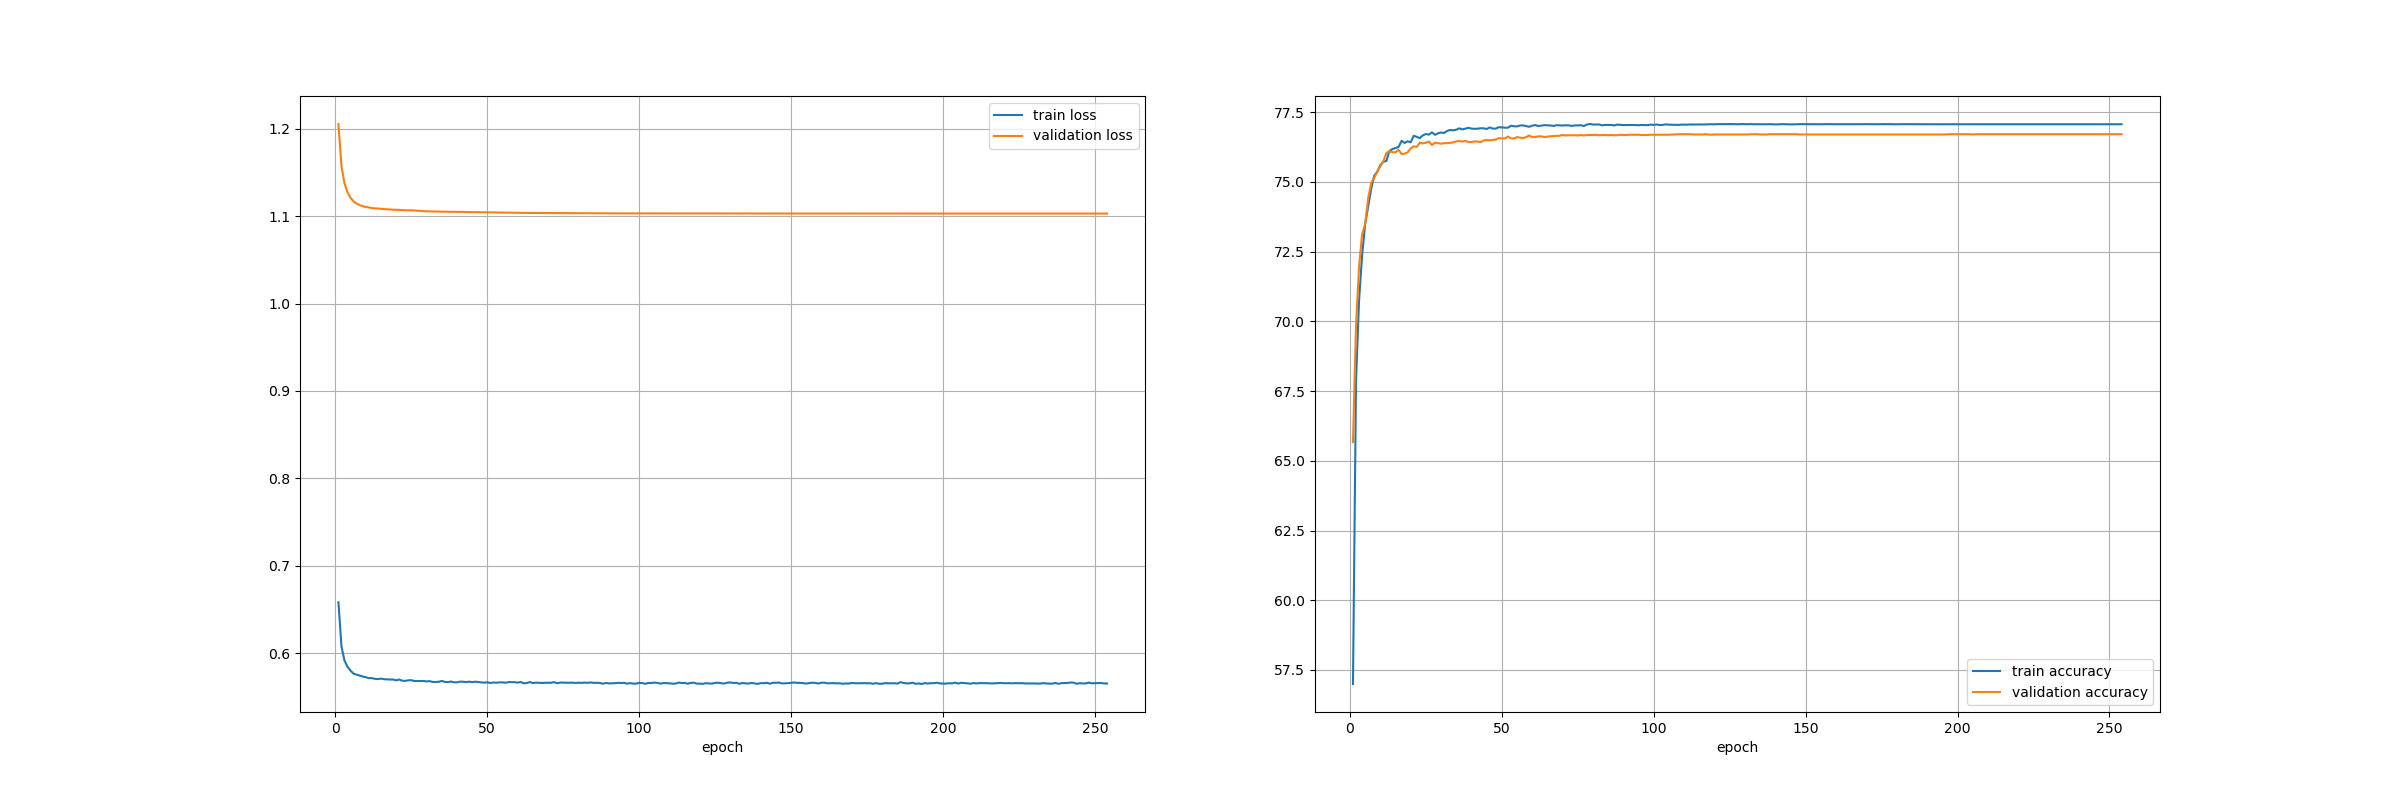 1.2
1.1
1.0
0.9
0.8
0.7
0.6
0 50 100 150 200 250
epoch
train loss
validation loss
77.5
75.0
72.5
70.0
67.5
65.0
62.5
60.0
57.5
0 50 100 150 200 250
epoch
train accuracy
validation accuracy